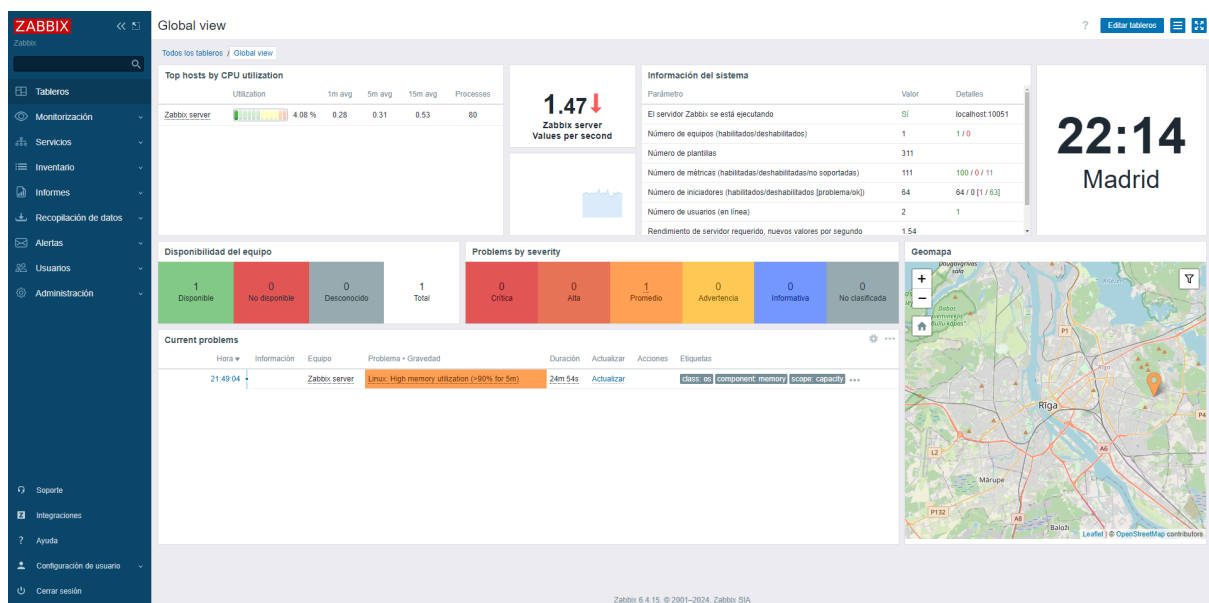 ZABBIX
Zabbix
Tableros
Monitorización
Servicios
Inventario
Informes
Recopilación de datos
Alertas
Usuarios
Administración
Soporte
Integraciones
Ayuda
Configuración de usuario
Cerrar sesión
Global view
? Editar tableros
Todos los tableros / Global view
Top hosts by CPU utilization
Utilization 1m avg 5m avg 15m avg Processes
Zabbix server 4.08 % 0.28 0.31 0.53 80
1.47
Zabbix server
Values per second
Información del sistema
Parámetro Valor Detalles
El servidor Zabbix se está ejecutando Sí localhost:10051
Número de equipos (habilitados/deshabilitados) 1 1 / 0
Número de plantillas 311
Número de métricas (habilitadas/deshabilitadas/no soportadas) 111 100 / 0 / 11
Número de iniciadores (habilitados/deshabilitados [problema/ok]) 64 64 / 0 [1 / 63]
Número de usuarios (en línea) 2 1
Rendimiento de servidor requerido, nuevos valores por segundo 1.54
22:14
Madrid
Disponibilidad del equipo
1 Disponible
0 No disponible
0 Desconocido
1 Total
Problems by severity
0 Crítica
0 Alta
1 Promedio
0 Advertencia
0 Informativa
0 No clasificada
Current problems
Hora Información Equipo Problema • Gravedad Duración Actualizar Acciones Etiquetas
21:49:04 Zabbix server Linux: High memory utilization (>90% for 5m) 24m 54s Actualizar class: os component: memory scope: capacity
Geomapa
+
−
P1
Rīga
P4
L2
A6
Mārupe
P132
A8
Baloži
Leaflet | © OpenStreetMap contributors
Zabbix 6.4.15. © 2001–2024, Zabbix SIA